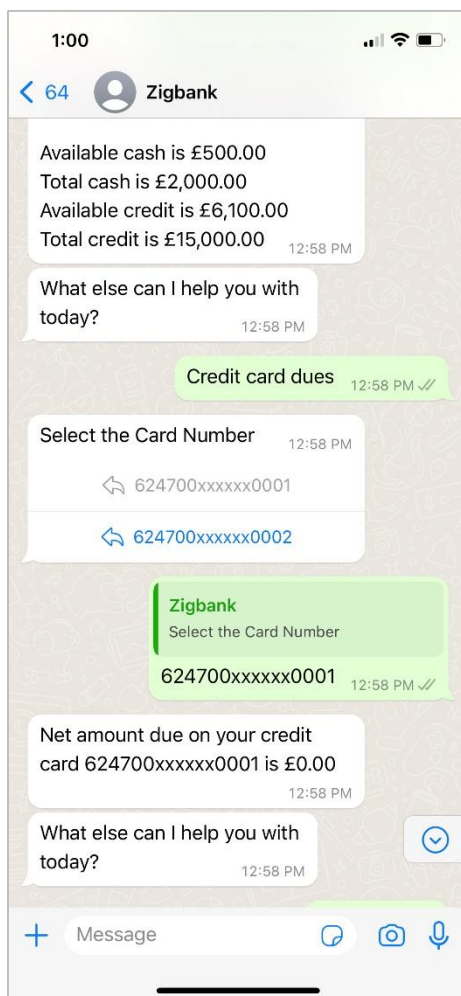 1:00
64
Zigbank
Available cash is £500.00
Total cash is £2,000.00
Available credit is £6,100.00
Total credit is £15,000.00
12:58 PM
What else can I help you with
today?
12:58 PM
Credit card dues
12:58 PM
Select the Card Number
12:58 PM
624700xxxxxx0001
624700xxxxxx0002
Zigbank
Select the Card Number
624700xxxxxx0001
12:58 PM
Net amount due on your credit
card 624700xxxxxx0001 is £0.00
12:58 PM
What else can I help you with
today?
12:58 PM
Message